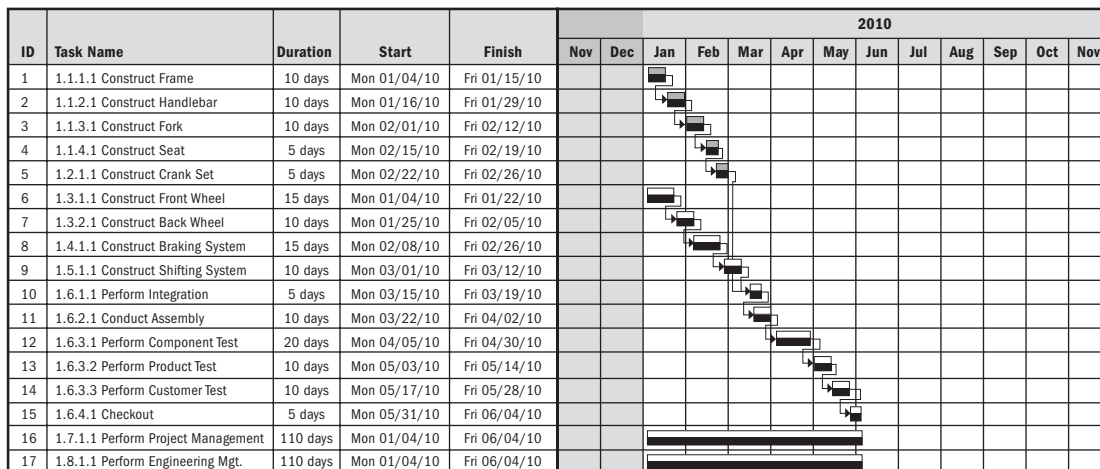 2010
ID Task Name Duration Start Finish Nov Dec Jan Feb Mar Apr May Jun Jul Aug Sep Oct Nov
1 1.1.1.1 Construct Frame 10 days Mon 01/04/10 Fri 01/15/10
2 1.1.2.1 Construct Handlebar 10 days Mon 01/16/10 Fri 01/29/10
3 1.1.3.1 Construct Fork 10 days Mon 02/01/10 Fri 02/12/10
4 1.1.4.1 Construct Seat 5 days Mon 02/15/10 Fri 02/19/10
5 1.2.1.1 Construct Crank Set 5 days Mon 02/22/10 Fri 02/26/10
6 1.3.1.1 Construct Front Wheel 15 days Mon 01/04/10 Fri 01/22/10
7 1.3.2.1 Construct Back Wheel 10 days Mon 01/25/10 Fri 02/05/10
8 1.4.1.1 Construct Braking System 15 days Mon 02/08/10 Fri 02/26/10
9 1.5.1.1 Construct Shifting System 10 days Mon 03/01/10 Fri 03/12/10
10 1.6.1.1 Perform Integration 5 days Mon 03/15/10 Fri 03/19/10
11 1.6.2.1 Conduct Assembly 10 days Mon 03/22/10 Fri 04/02/10
12 1.6.3.1 Perform Component Test 20 days Mon 04/05/10 Fri 04/30/10
13 1.6.3.2 Perform Product Test 10 days Mon 05/03/10 Fri 05/14/10
14 1.6.3.3 Perform Customer Test 10 days Mon 05/17/10 Fri 05/28/10
15 1.6.4.1 Checkout 5 days Mon 05/31/10 Fri 06/04/10
16 1.7.1.1 Perform Project Management 110 days Mon 01/04/10 Fri 06/04/10
17 1.8.1.1 Perform Engineering Mgt. 110 days Mon 01/04/10 Fri 06/04/10